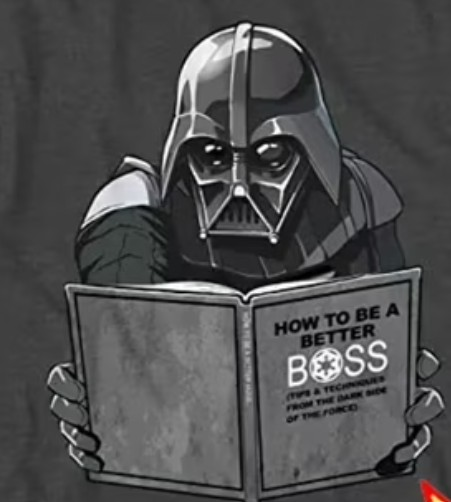 HOW TO BE A
BETTER
BOSS
(TIPS & TECHNIQUES
FROM THE DARK SIDE
OF THE FORCE)